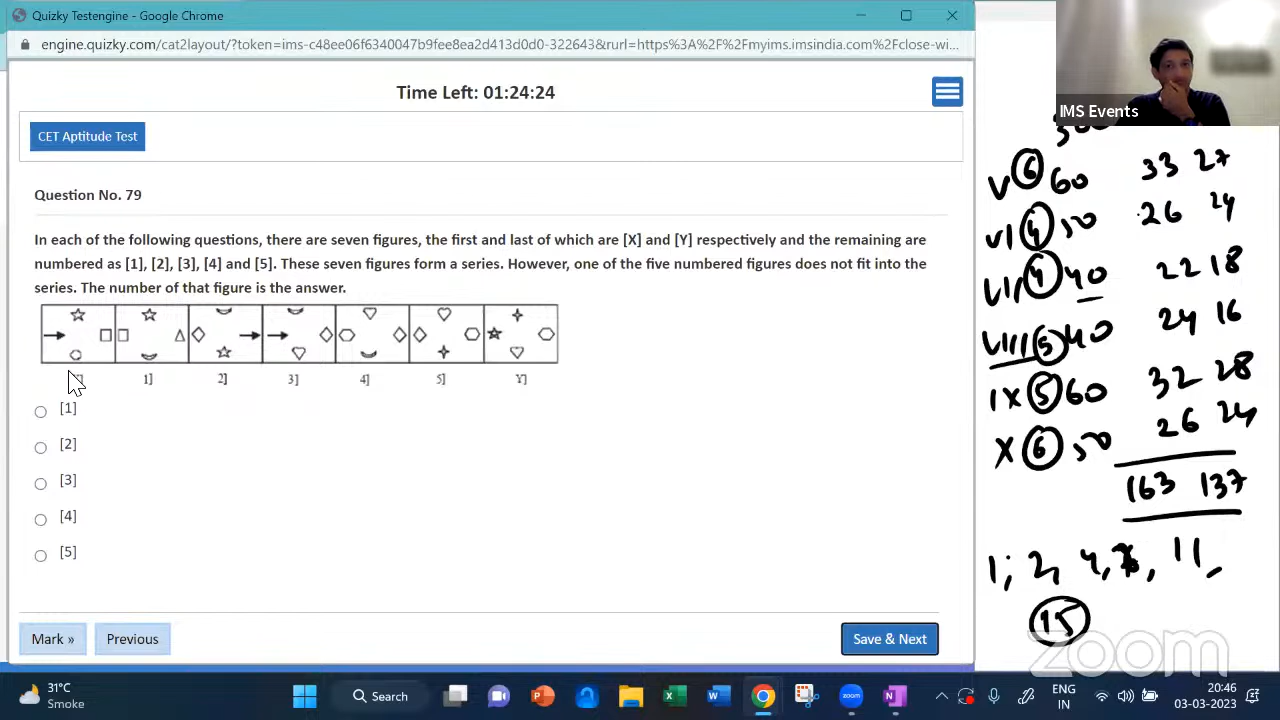 Quizky Testengine - Google Chrome
engine.quizky.com/cat2layout/?token=ims-c48ee06f6340047b9fee8ea2d413d0d0-322643&rurl=https%3A%2F%2Fmyims.imsindia.com%2Fclose-wi...
Time Left: 01:24:24
CET Aptitude Test
Question No. 79
In each of the following questions, there are seven figures, the first and last of which are [X] and [Y] respectively and the remaining are
numbered as [1], [2], [3], [4] and [5]. These seven figures form a series. However, one of the five numbered figures does not fit into the
series. The number of that figure is the answer.
1] 2] 3] 4] 5] Y]
[1]
[2]
[3]
[4]
[5]
Mark » Previous Save & Next
IMS Events
V 6 60 33 27
VI 4 50 26 24
VII 4 40 22 18
VIII 5 40 24 16
IX 5 60 32 28
X 6 50 26 24
163 137
1, 2, 4, 7, 11,
15
zoom
31°C
Smoke
Search
zoom
ENG
IN
20:46
03-03-2023